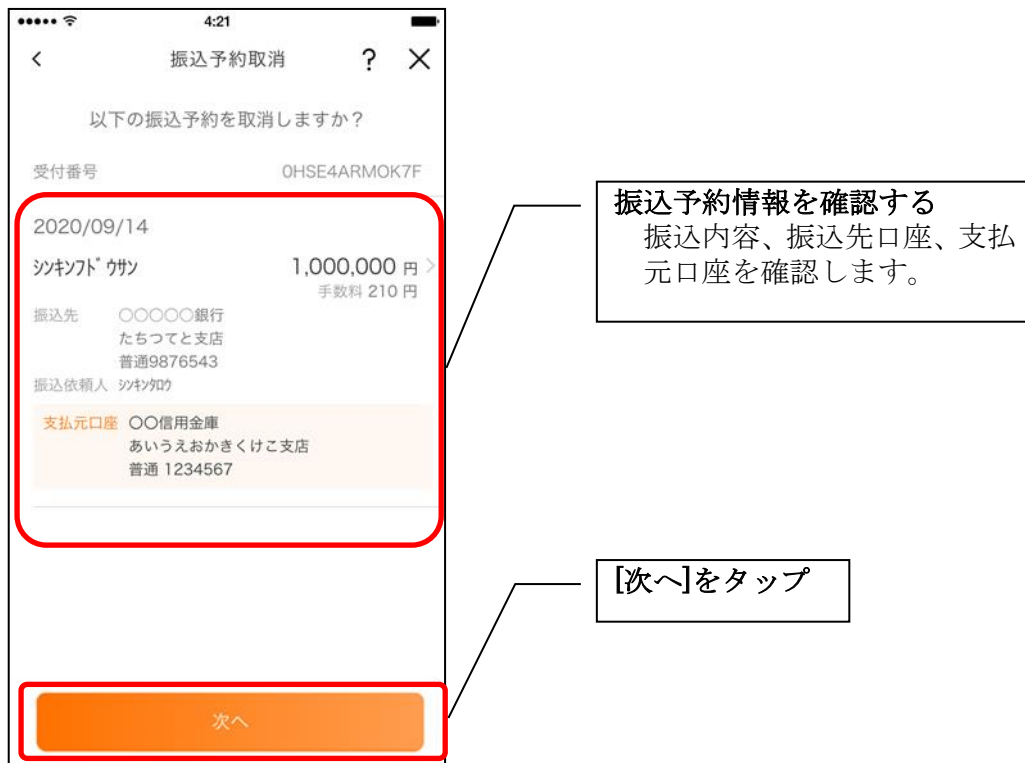 4:21
振込予約取消 ? ×
以下の振込予約を取消しますか？
受付番号 0HSE4ARMOK7F
2020/09/14
ｼﾝｷﾝﾌﾄﾞｳｻﾝ 1,000,000 円
手数料 210 円
振込先 〇〇〇〇〇銀行
たちつてと支店
普通9876543
振込依頼人 ｼﾝｷﾝﾀﾛｳ
支払元口座 〇〇信用金庫
あいうえおかきくけこ支店
普通 1234567
次へ
振込予約情報を確認する
振込内容、振込先口座、支払
元口座を確認します。
[次へ]をタップ